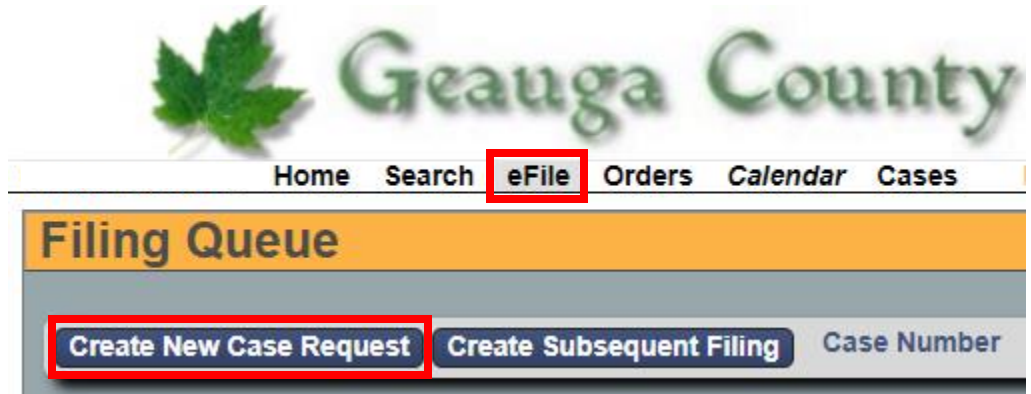 Geauga County
Home Search eFile Orders Calendar Cases
Filing Queue
Create New Case Request Create Subsequent Filing Case Number